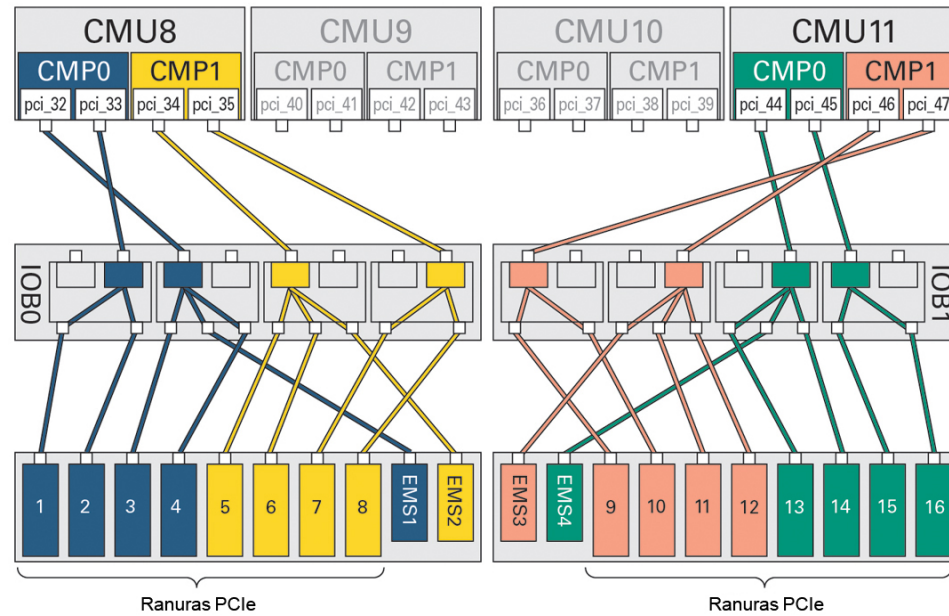 CMU8 CMU9 CMU10 CMU11
CMP0 CMP1 CMP0 CMP1 CMP0 CMP1 CMP0 CMP1
pci_32 pci_33 pci_34 pci_35 pci_40 pci_41 pci_42 pci_43 pci_36 pci_37 pci_38 pci_39 pci_44 pci_45 pci_46 pci_47
IOB0 IOB1
1 2 3 4 5 6 7 8 EMS1 EMS2 EMS3 EMS4 9 10 11 12 13 14 15 16
Ranuras PCIe Ranuras PCIe